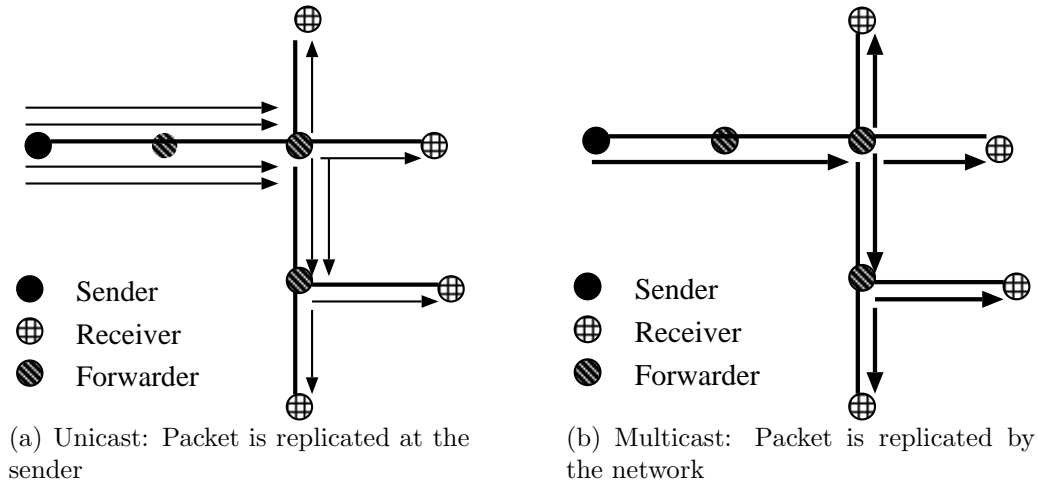 Sender
Receiver
Forwarder
(a) Unicast: Packet is replicated at the
sender
Sender
Receiver
Forwarder
(b) Multicast: Packet is replicated by
the network